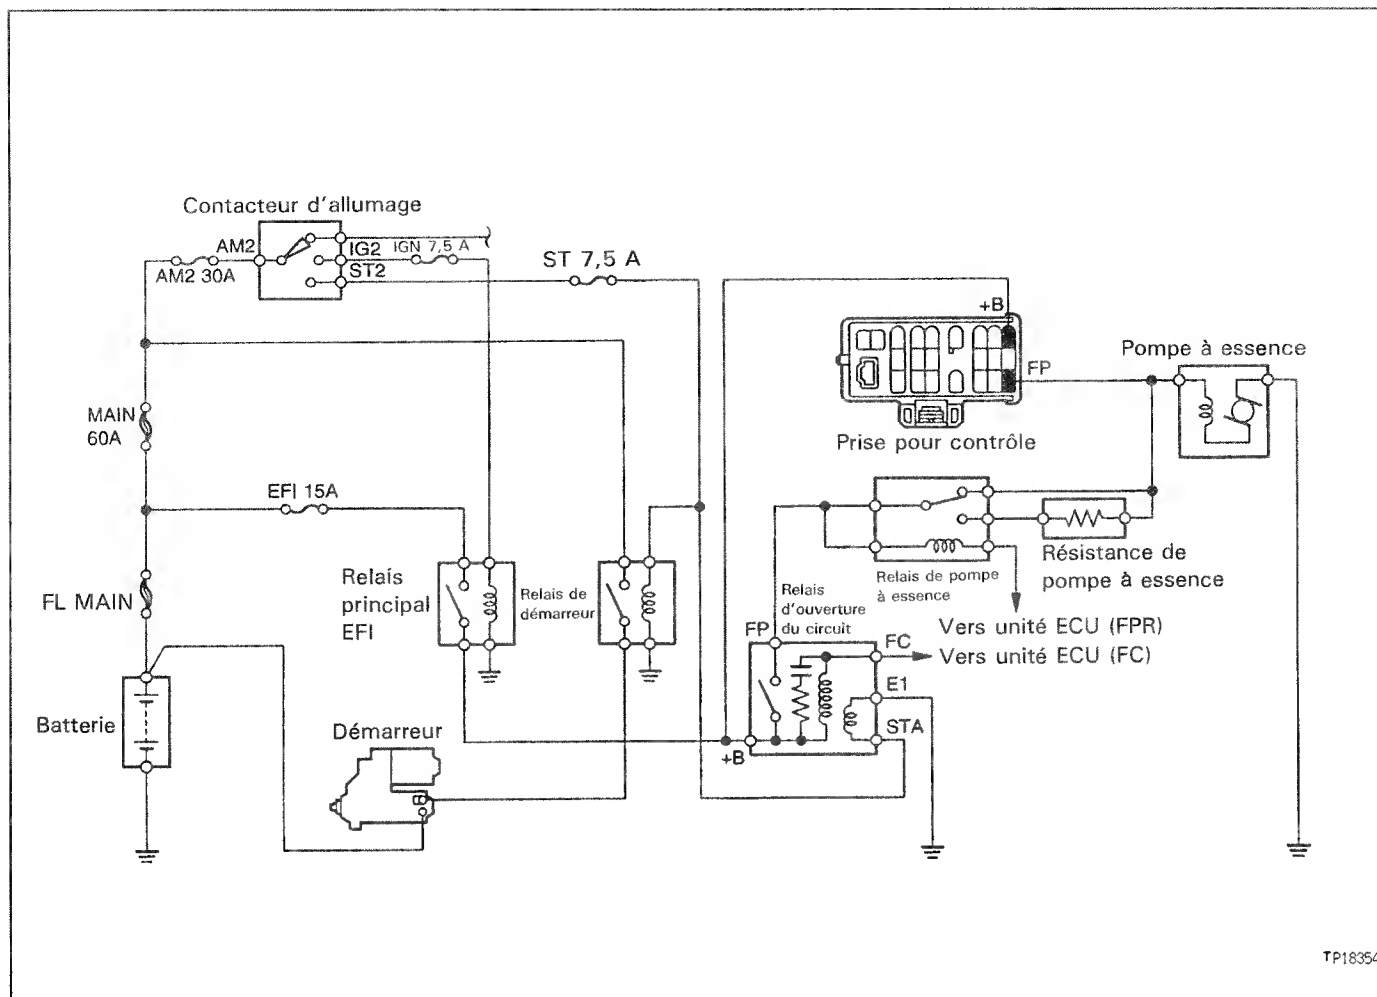 Contacteur d'allumage
AM2
IG2
IGN 7,5 A
AM2 30A
ST2
ST 7,5 A
+B
FP
Pompe à essence
MAIN
60A
Prise pour contrôle
EFI 15A
Résistance de
pompe à essence
Relais de pompe
à essence
FL MAIN
Relais
principal
EFI
Relais de
démarreur
Relais
d'ouverture
du circuit
FP
Vers unité ECU (FPR)
FC
Vers unité ECU (FC)
E1
STA
+B
Batterie
Démarreur
TP18354